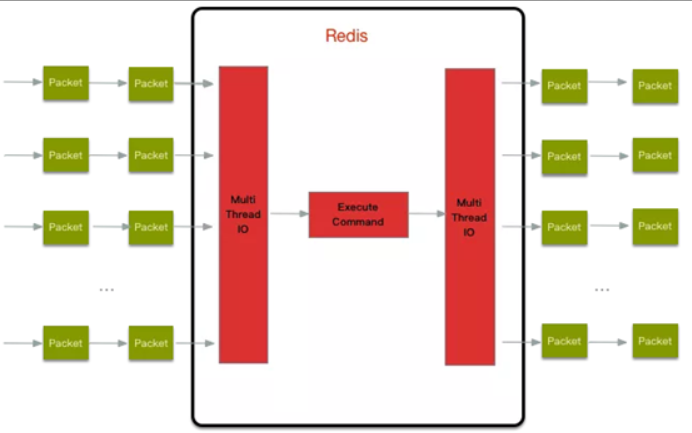 Redis
Packet Packet
Packet Packet
Packet Packet
Packet Packet
Packet Packet
Packet Packet
Multi
Thread
IO
Execute
Command
Multi
Thread
IO
...
...
Packet Packet
Packet Packet